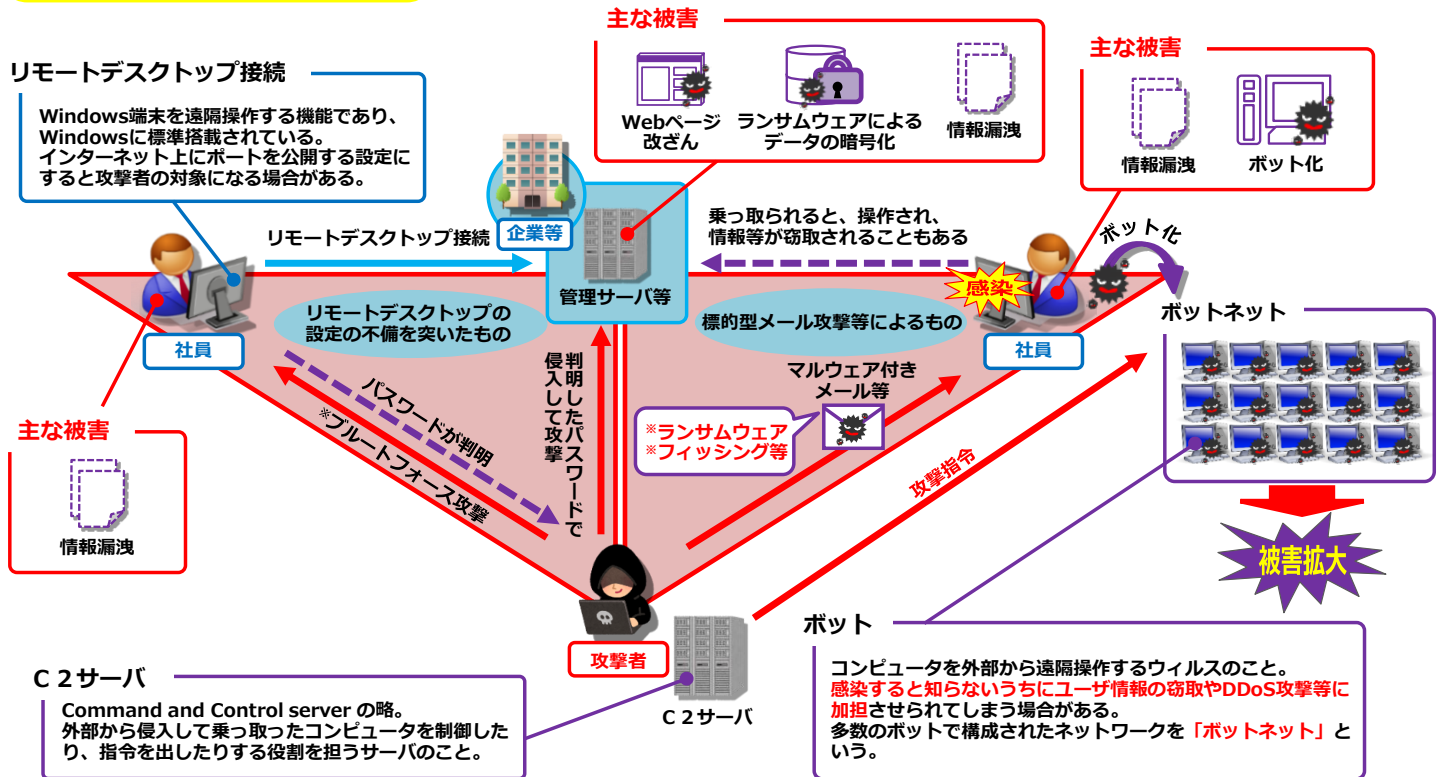 主な被害
Webページ
改ざん
ランサムウェアによる
データの暗号化
情報漏洩
主な被害
情報漏洩
ボット化
リモートデスクトップ接続
Windows端末を遠隔操作する機能であり、
Windowsに標準搭載されている。
インターネット上にポートを公開する設定に
すると攻撃者の対象になる場合がある。
リモートデスクトップ接続
企業等
管理サーバ等
乗っ取られると、操作され、
情報等が窃取されることもある
ボット化
感染
社員
リモートデスクトップの
設定の不備を突いたもの
標的型メール攻撃等によるもの
社員
ボットネット
パスワードが判明
※ブルートフォース攻撃
判明したパスワードで
侵入して攻撃
マルウェア付き
メール等
※ランサムウェア
※フィッシング等
攻撃指令
主な被害
情報漏洩
被害拡大
攻撃者
C2サーバ
C2サーバ
Command and Control server の略。
外部から侵入して乗っ取ったコンピュータを制御した
り、指令を出したりする役割を担うサーバのこと。
ボット
コンピュータを外部から遠隔操作するウィルスのこと。
感染すると知らないうちにユーザ情報の窃取やDDoS攻撃等に
加担させられてしまう場合がある。
多数のボットで構成されたネットワークを「ボットネット」と
いう。